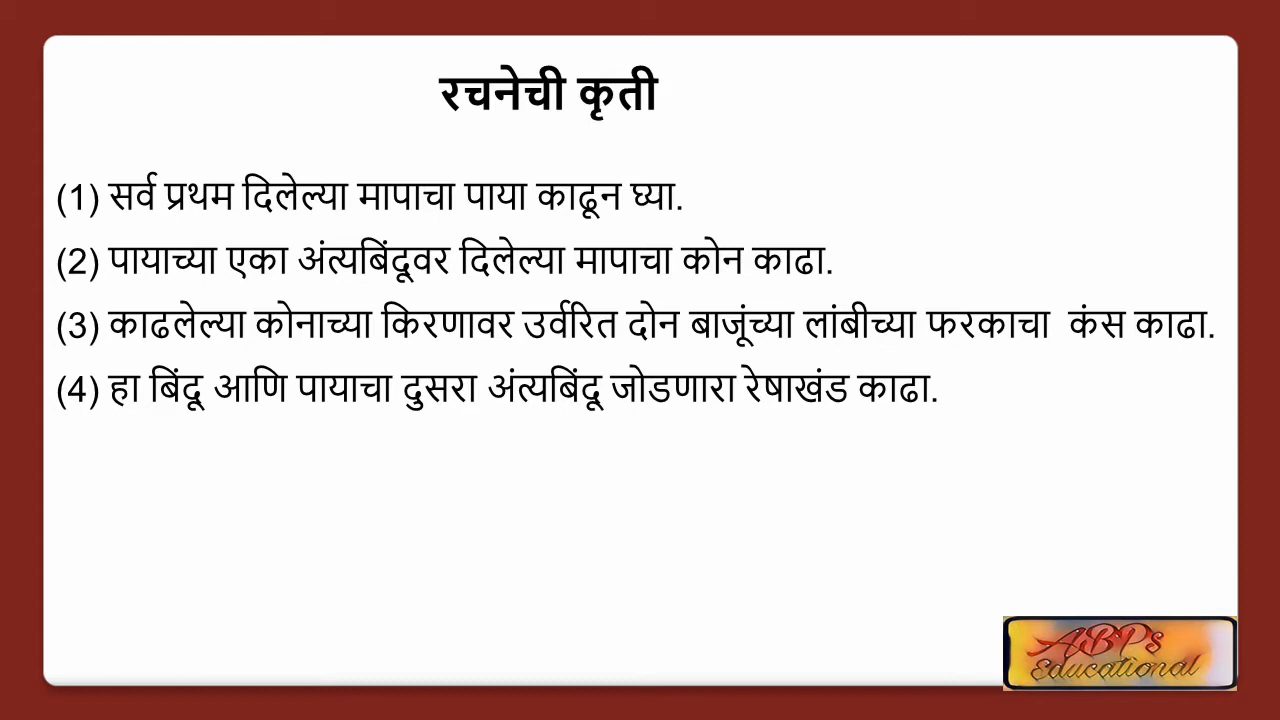 रचनेची कृती
(1) सर्व प्रथम दिलेल्या मापाचा पाया काढून घ्या.
(2) पायाच्या एका अंत्यबिंदूवर दिलेल्या मापाचा कोन काढा.
(3) काढलेल्या कोनाच्या किरणावर उर्वरित दोन बाजूंच्या लांबीच्या फरकाचा कंस काढा.
(4) हा बिंदू आणि पायाचा दुसरा अंत्यबिंदू जोडणारा रेषाखंड काढा.
ABPs
Educational